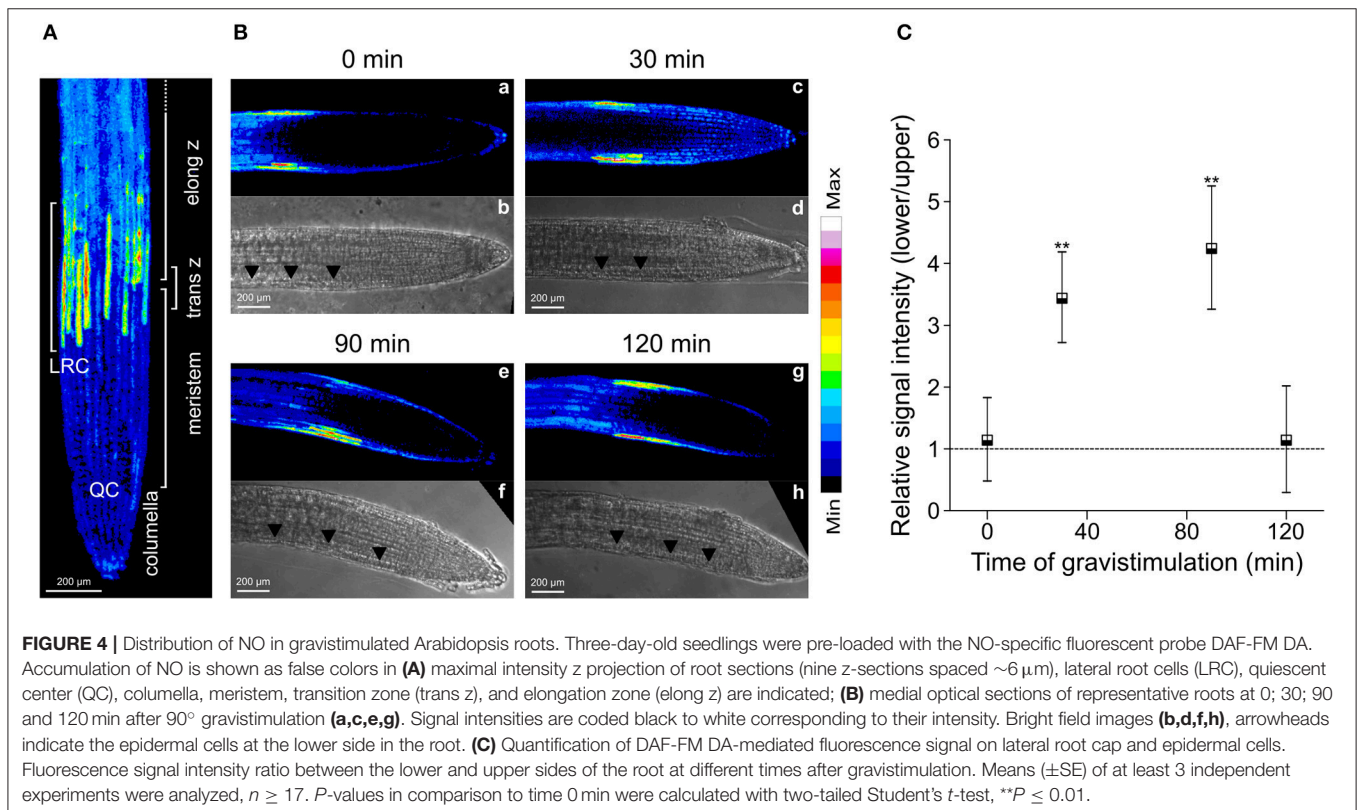 A
elong z
trans z
LRC
meristem
QC
columella
200 µm
B
0 min
30 min
a
c
b
d
200 µm
200 µm
90 min
120 min
e
g
f
h
200 µm
200 µm
Max
Min
C
Relative signal intensity (lower/upper)
6
5
4
3
2
1
0
**
**
0
40
80
120
Time of gravistimulation (min)
FIGURE 4 | Distribution of NO in gravistimulated Arabidopsis roots. Three-day-old seedlings were pre-loaded with the NO-specific fluorescent probe DAF-FM DA.
Accumulation of NO is shown as false colors in (A) maximal intensity z projection of root sections (nine z-sections spaced ~6 µm), lateral root cells (LRC), quiescent
center (QC), columella, meristem, transition zone (trans z), and elongation zone (elong z) are indicated; (B) medial optical sections of representative roots at 0; 30; 90
and 120 min after 90° gravistimulation (a,c,e,g). Signal intensities are coded black to white corresponding to their intensity. Bright field images (b,d,f,h), arrowheads
indicate the epidermal cells at the lower side in the root. (C) Quantification of DAF-FM DA-mediated fluorescence signal on lateral root cap and epidermal cells.
Fluorescence signal intensity ratio between the lower and upper sides of the root at different times after gravistimulation. Means (±SE) of at least 3 independent
experiments were analyzed, n ≥ 17. P-values in comparison to time 0 min were calculated with two-tailed Student's t-test, **P ≤ 0.01.